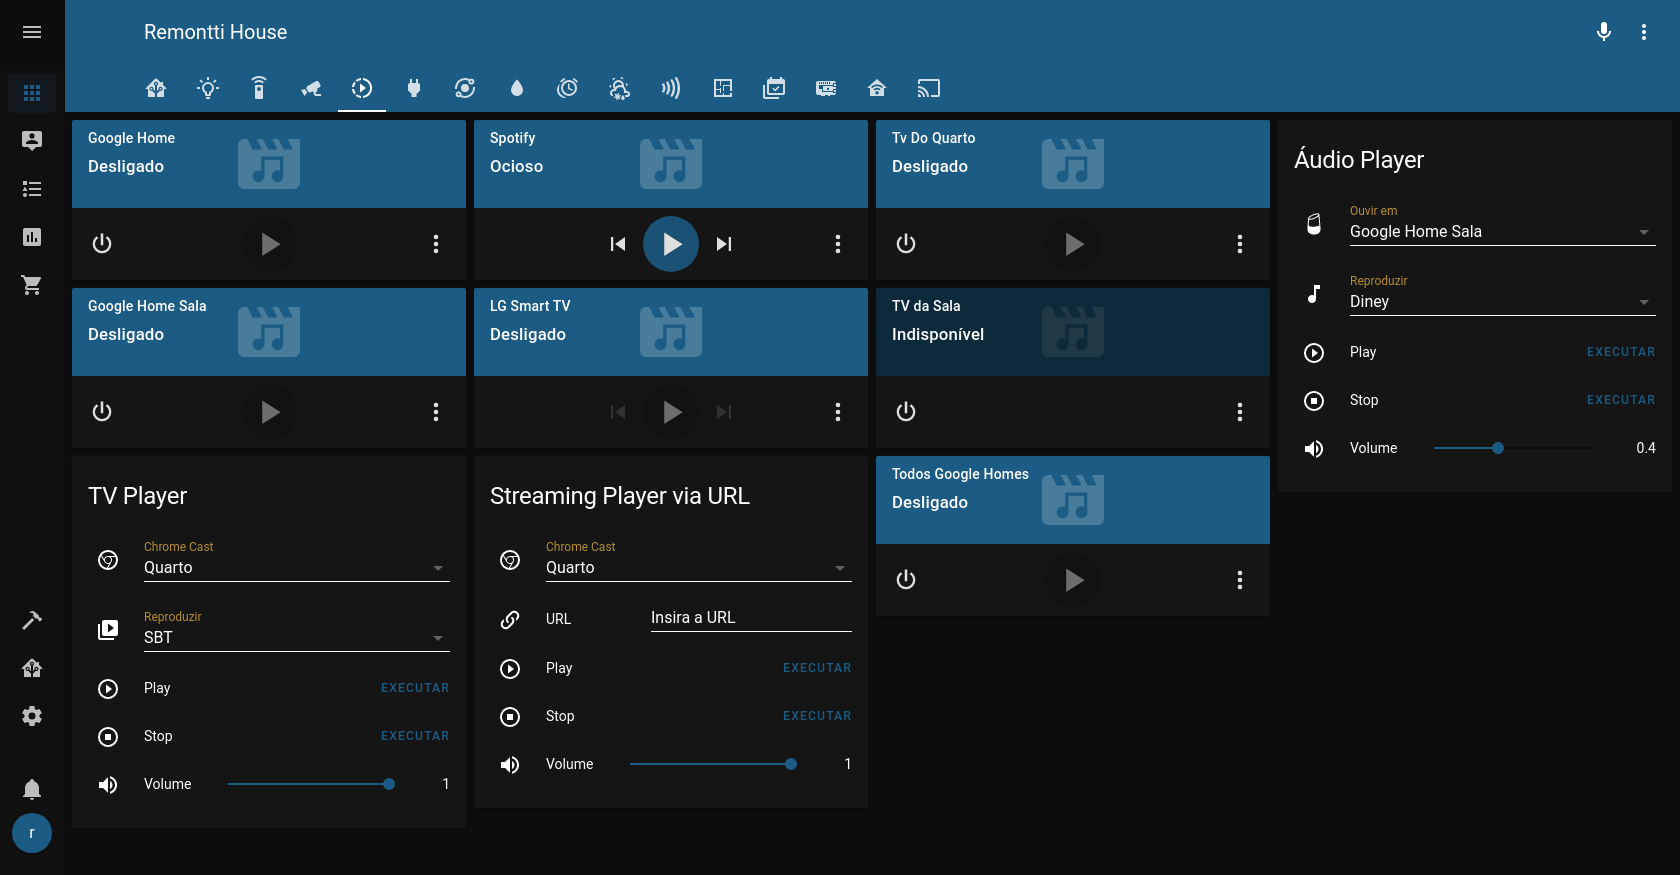 Remontti House
Google Home
Desligado
Spotify
Ocioso
Tv Do Quarto
Desligado
Google Home Sala
Desligado
LG Smart TV
Desligado
TV da Sala
Indisponível
TV Player
Chrome Cast
Quarto
Reproduzir
SBT
Play EXECUTAR
Stop EXECUTAR
Volume 1
Streaming Player via URL
Chrome Cast
Quarto
URL Insira a URL
Play EXECUTAR
Stop EXECUTAR
Volume 1
Todos Google Homes
Desligado
Áudio Player
Ouvir em
Google Home Sala
Reproduzir
Diney
Play EXECUTAR
Stop EXECUTAR
Volume 0.4
r